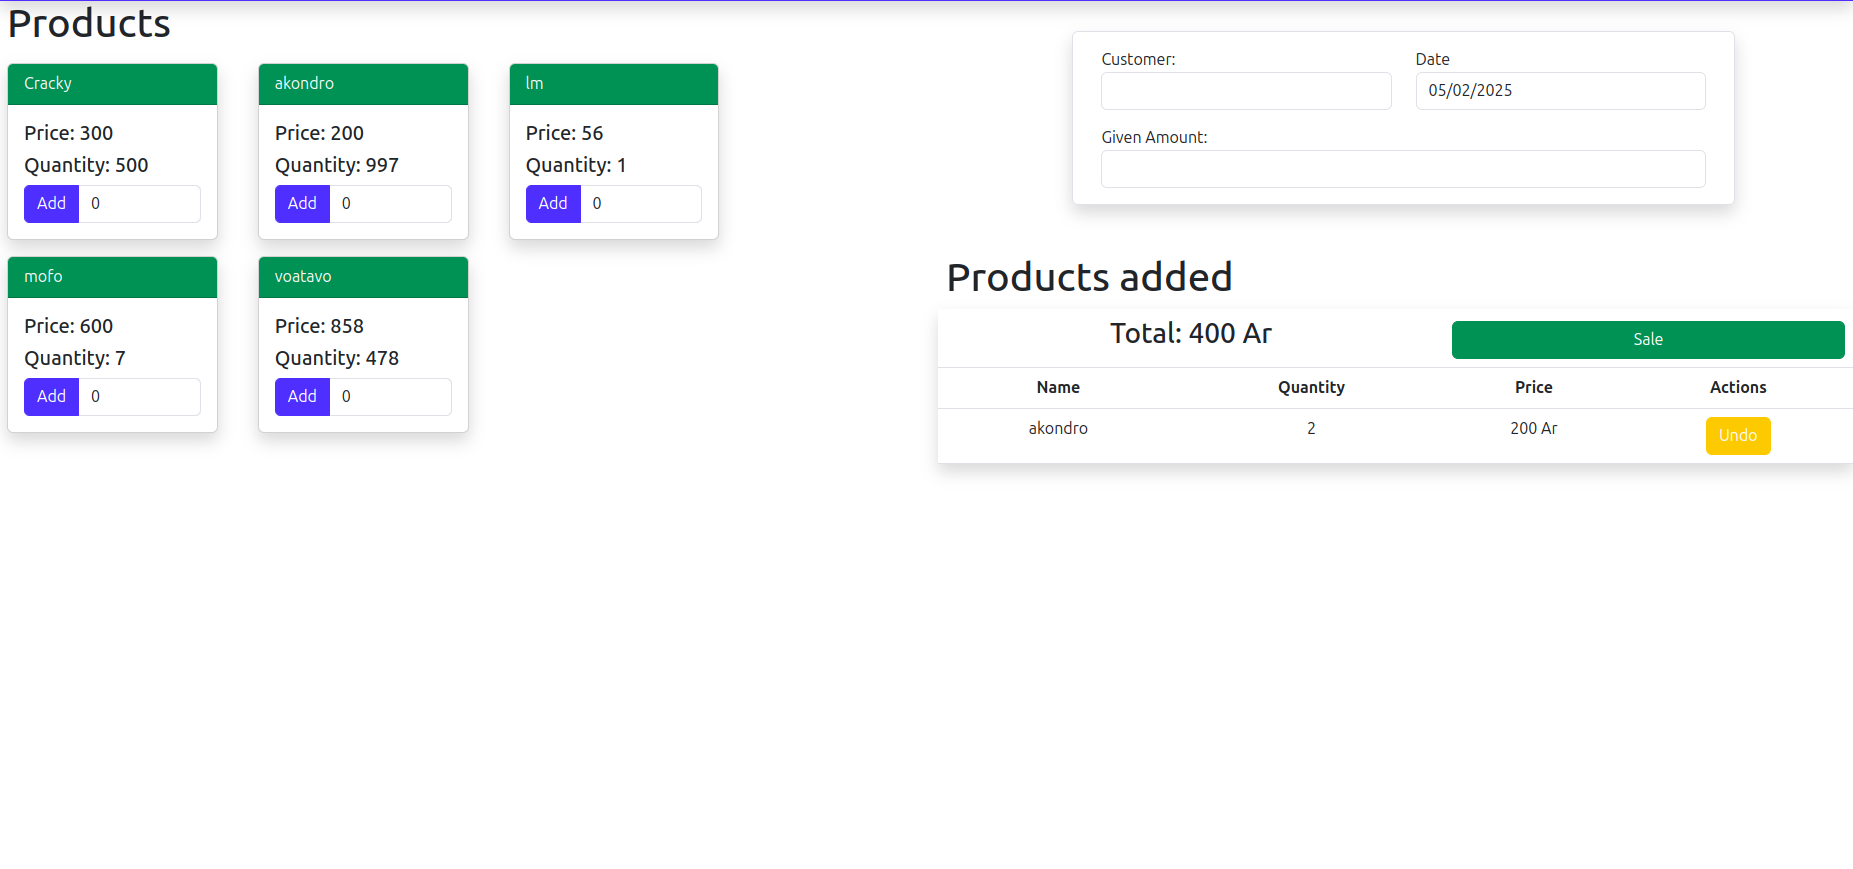 Products
Cracky
Price: 300
Quantity: 500
Add 0
akondro
Price: 200
Quantity: 997
Add 0
lm
Price: 56
Quantity: 1
Add 0
mofo
Price: 600
Quantity: 7
Add 0
voatavo
Price: 858
Quantity: 478
Add 0
Customer:
Date
05/02/2025
Given Amount:
Products added
Total: 400 Ar
Sale
Name Quantity Price Actions
akondro 2 200 Ar Undo